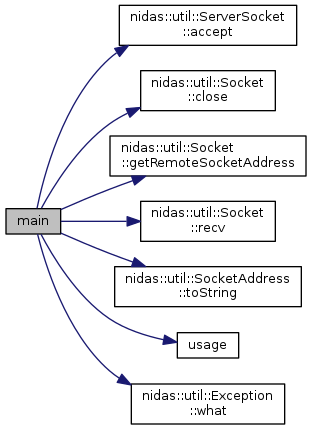 nidas::util::ServerSocket
::accept
nidas::util::Socket
::close
nidas::util::Socket
::getRemoteSocketAddress
main
nidas::util::Socket
::recv
nidas::util::SocketAddress
::toString
usage
nidas::util::Exception
::what